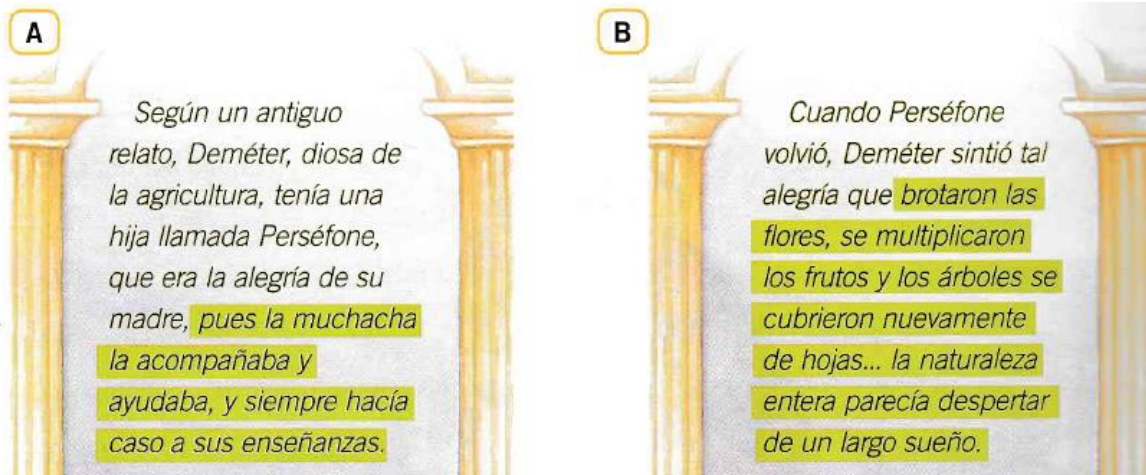 A
Según un antiguo
relato, Deméter, diosa de
la agricultura, tenía una
hija llamada Perséfone,
que era la alegría de su
madre, pues la muchacha
la acompañaba y
ayudaba, y siempre hacía
caso a sus enseñanzas.
B
Cuando Perséfone
volvió, Deméter sintió tal
alegría que brotaron las
flores, se multiplicaron
los frutos y los árboles se
cubrieron nuevamente
de hojas... la naturaleza
entera parecía despertar
de un largo sueño.